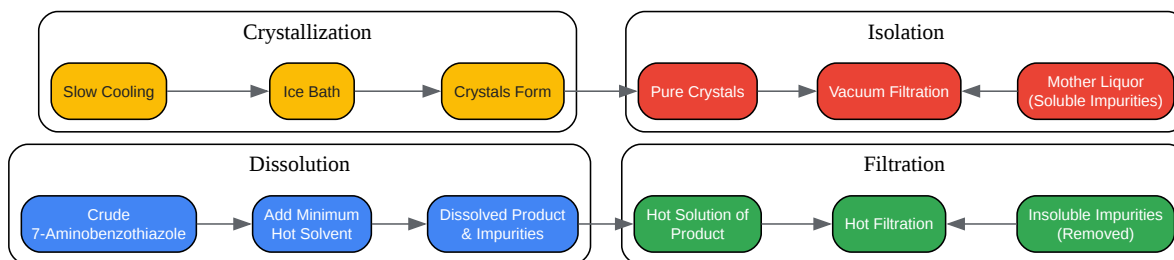 Crystallization
Slow Cooling
Ice Bath
Crystals Form
Isolation
Pure Crystals
Vacuum Filtration
Mother Liquor
(Soluble Impurities)
Dissolution
Crude
7-Aminobenzothiazole
Add Minimum
Hot Solvent
Dissolved Product
& Impurities
Filtration
Hot Solution of
Product
Hot Filtration
Insoluble Impurities
(Removed)